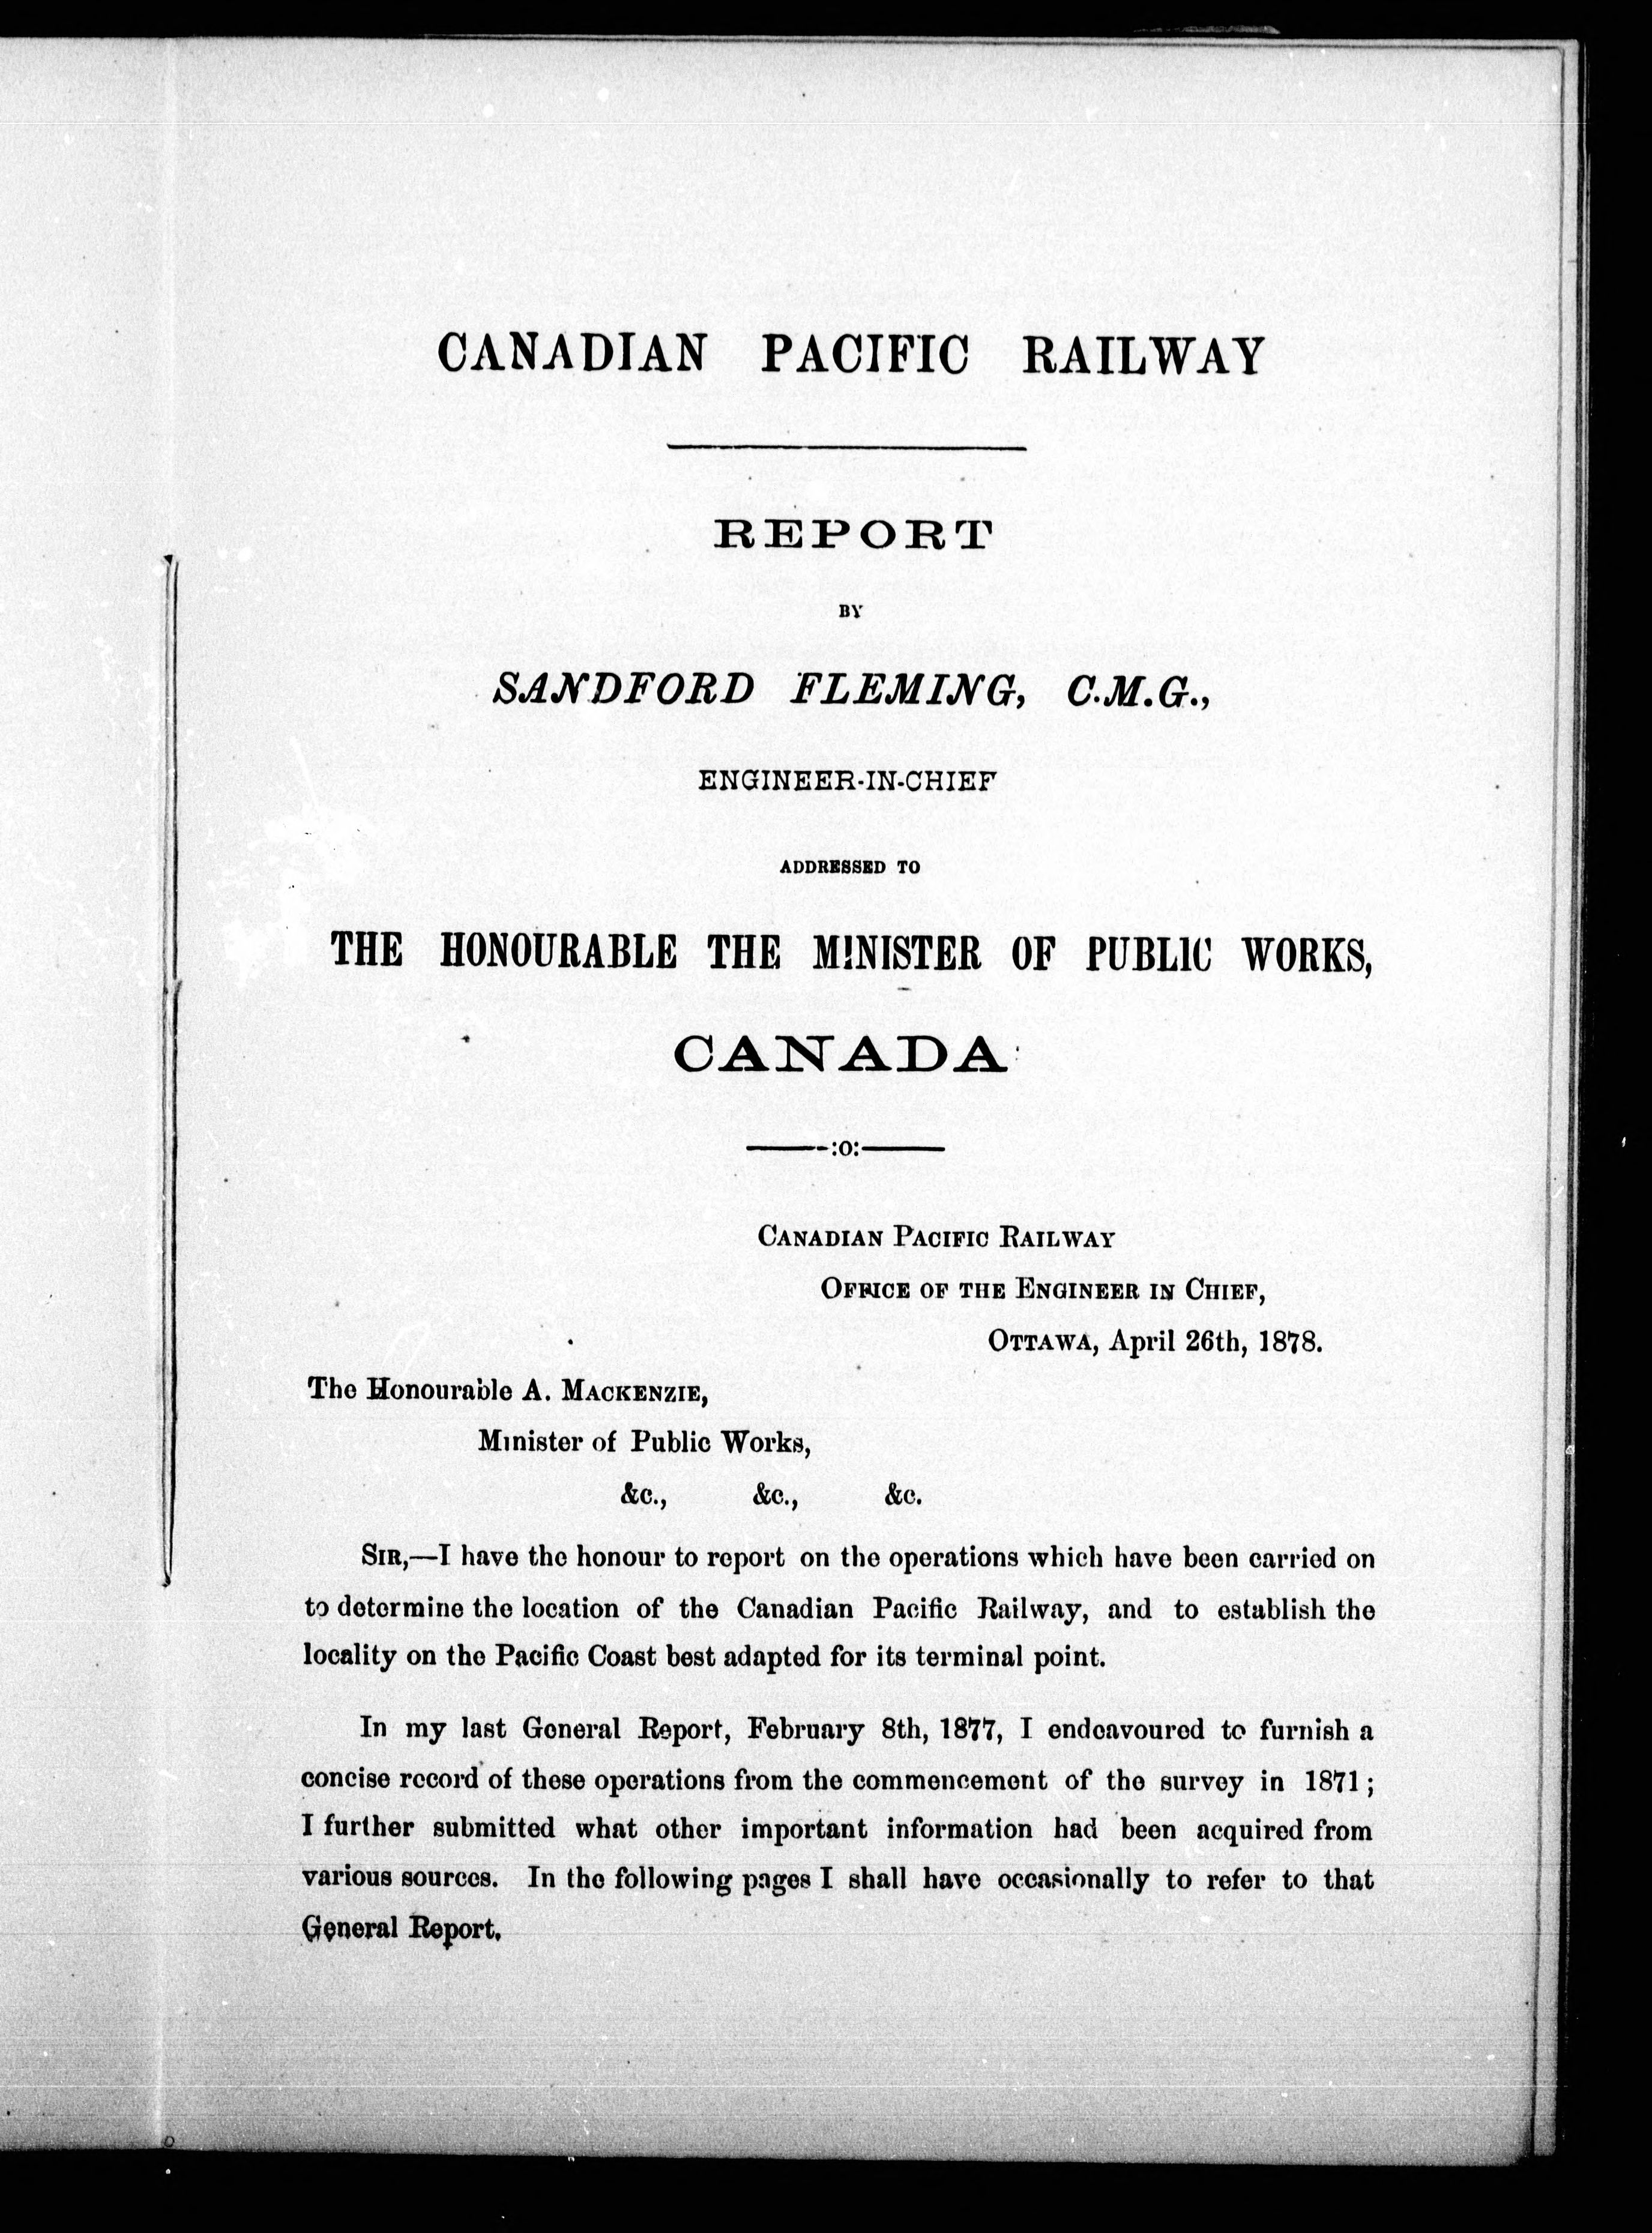 CANADIAN PACIFIC RAILWAY
REPORT
BY
SANDFORD FLEMING, C.M.G.,
ENGINEER-IN-CHIEF
ADDRESSED TO
THE HONOURABLE THE MINISTER OF PUBLIC WORKS,
CANADA
:o:
CANADIAN PACIFIC RAILWAY
OFFICE OF THE ENGINEER IN CHIEF,
OTTAWA, April 26th, 1878.
The Honourable A. MACKENZIE,
Minister of Public Works,
&c., &c., &c.
SIR,—I have the honour to report on the operations which have been carried on
to determine the location of the Canadian Pacific Railway, and to establish the
locality on the Pacific Coast best adapted for its terminal point.
In my last General Report, February 8th, 1877, I endeavoured to furnish a
concise record of these operations from the commencement of the survey in 1871;
I further submitted what other important information had been acquired from
various sources. In the following pages I shall have occasionally to refer to that
General Report.